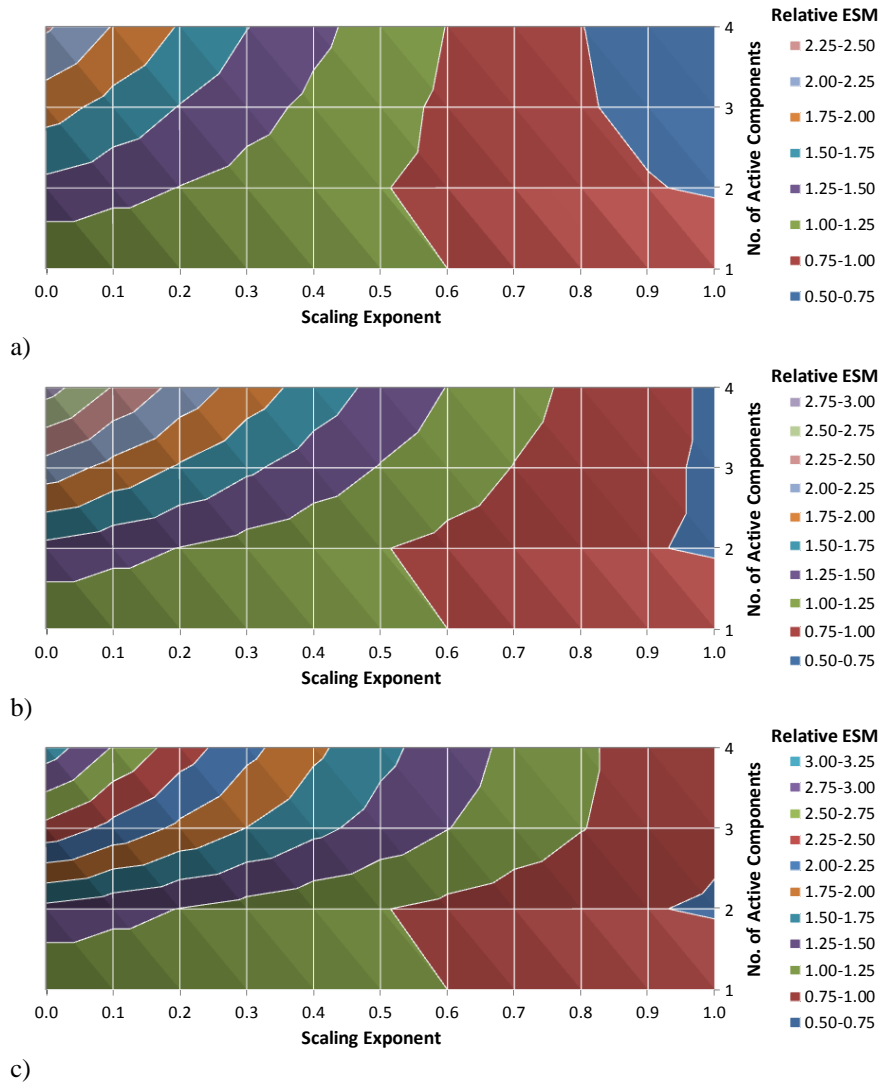 Relative ESM
2.25-2.50
2.00-2.25
1.75-2.00
1.50-1.75
1.25-1.50
1.00-1.25
0.75-1.00
0.50-0.75
4
3
2
1
No. of Active Components
0.0 0.1 0.2 0.3 0.4 0.5 0.6 0.7 0.8 0.9 1.0
Scaling Exponent
a)
Relative ESM
2.75-3.00
2.50-2.75
2.25-2.50
2.00-2.25
1.75-2.00
1.50-1.75
1.25-1.50
1.00-1.25
0.75-1.00
0.50-0.75
4
3
2
1
No. of Active Components
0.0 0.1 0.2 0.3 0.4 0.5 0.6 0.7 0.8 0.9 1.0
Scaling Exponent
b)
Relative ESM
3.00-3.25
2.75-3.00
2.50-2.75
2.25-2.50
2.00-2.25
1.75-2.00
1.50-1.75
1.25-1.50
1.00-1.25
0.75-1.00
0.50-0.75
4
3
2
1
No. of Active Components
0.0 0.1 0.2 0.3 0.4 0.5 0.6 0.7 0.8 0.9 1.0
Scaling Exponent
c)